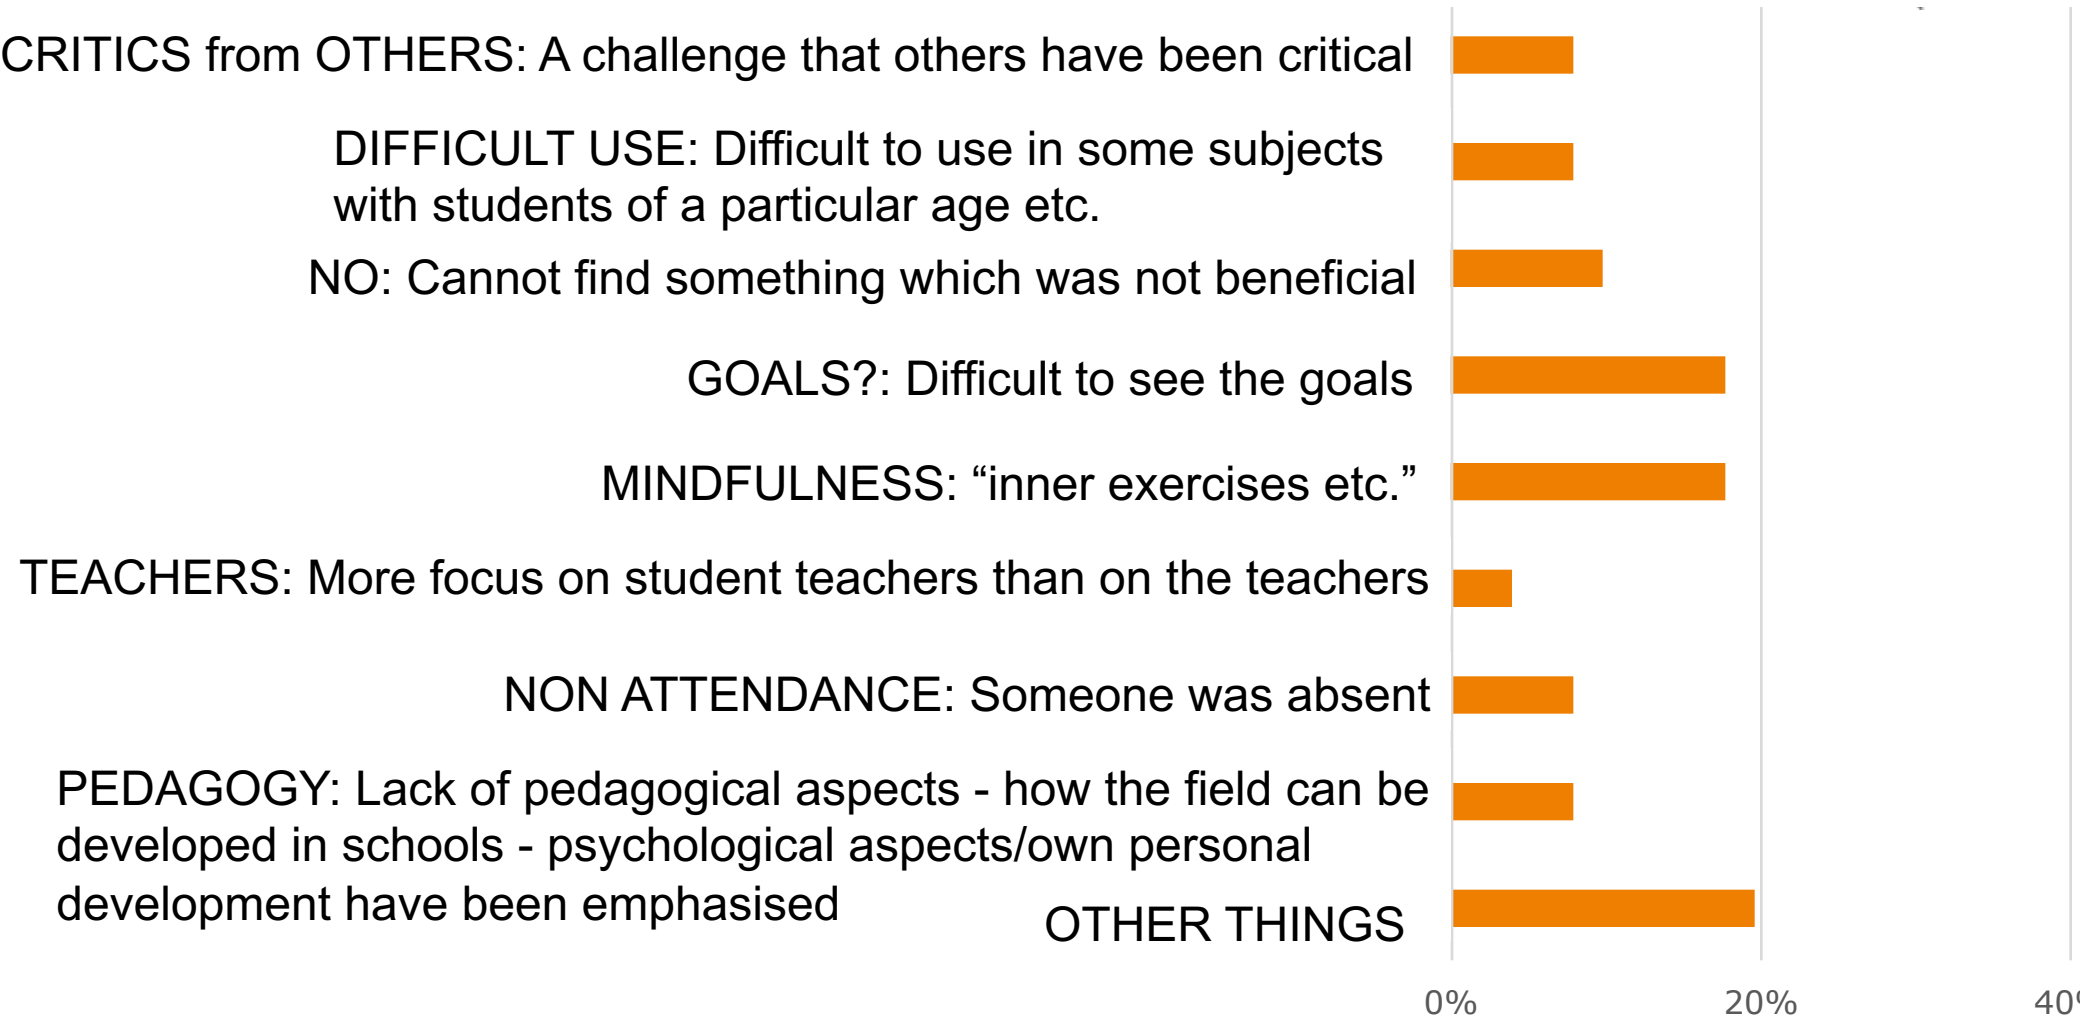 CRITICS from OTHERS: A challenge that others have been critical
DIFFICULT USE: Difficult to use in some subjects
with students of a particular age etc.
NO: Cannot find something which was not beneficial
GOALS?: Difficult to see the goals
MINDFULNESS: “inner exercises etc.”
TEACHERS: More focus on student teachers than on the teachers
NON ATTENDANCE: Someone was absent
PEDAGOGY: Lack of pedagogical aspects - how the field can be
developed in schools - psychological aspects/own personal
development have been emphasised
OTHER THINGS
0% 20% 40